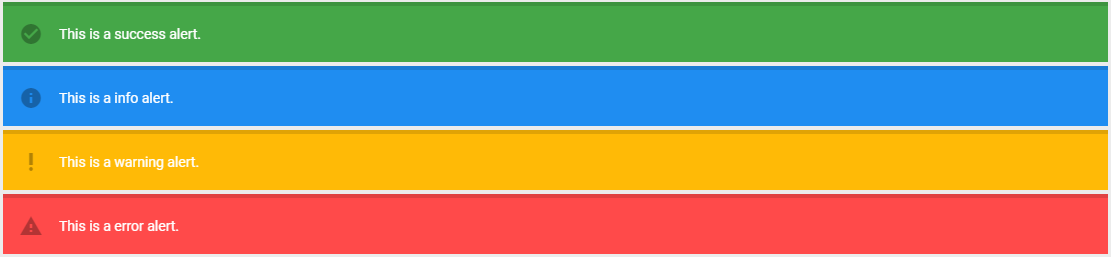 This is a success alert.
This is a info alert.
This is a warning alert.
This is a error alert.